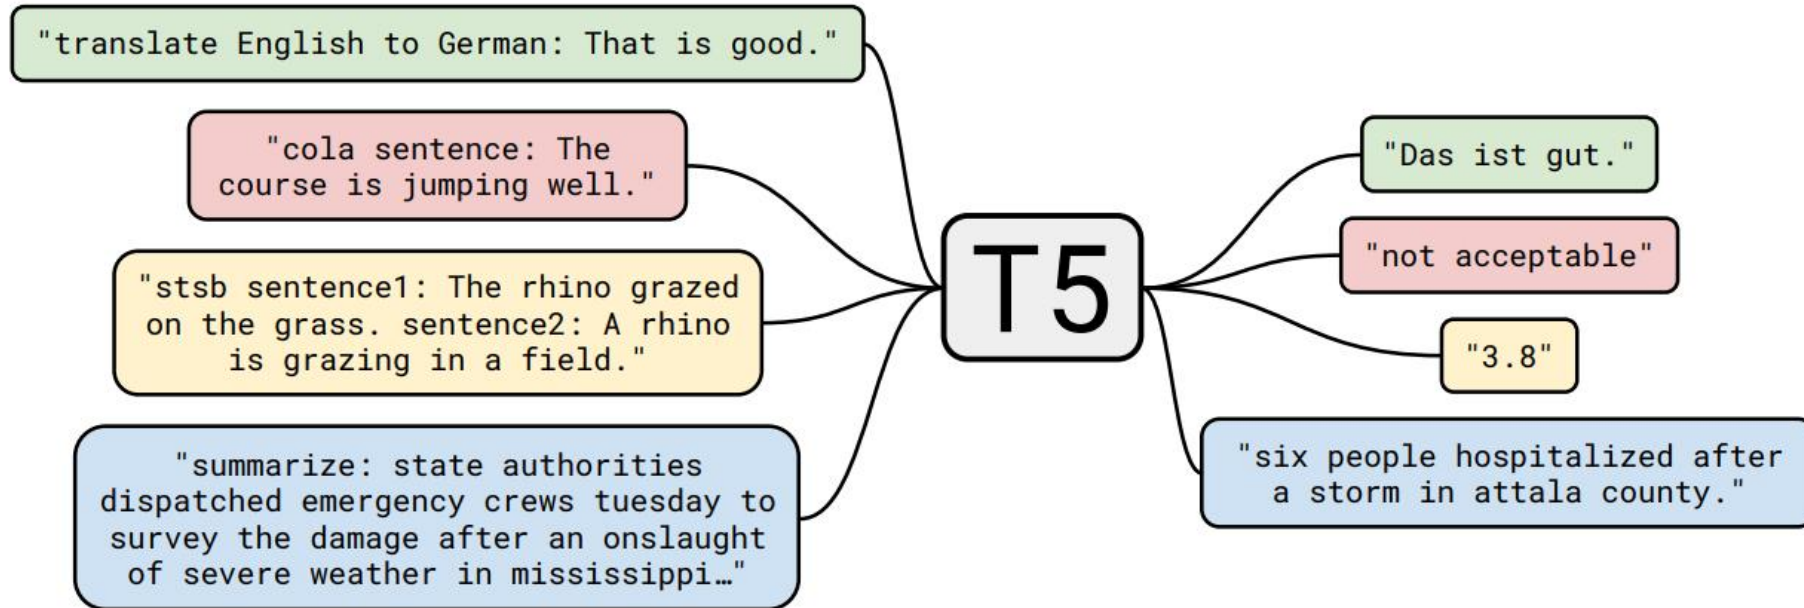 "translate English to German: That is good."
"cola sentence: The
course is jumping well."
"stsb sentence1: The rhino grazed
on the grass. sentence2: A rhino
is grazing in a field."
"summarize: state authorities
dispatched emergency crews tuesday to
survey the damage after an onslaught
of severe weather in mississippi…"
T5
"Das ist gut."
"not acceptable"
"3.8"
"six people hospitalized after
a storm in attala county."